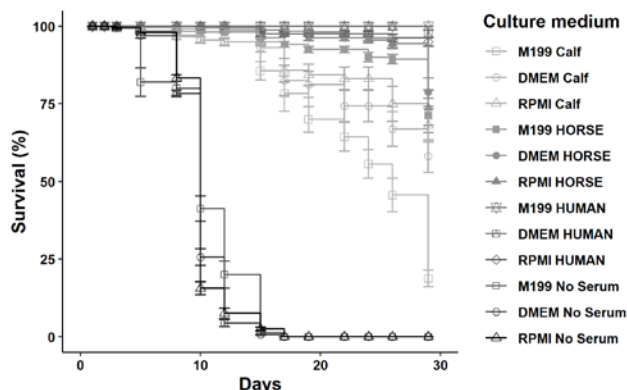 Culture medium
M199 Calf
DMEM Calf
RPMI Calf
M199 HORSE
DMEM HORSE
RPMI HORSE
M199 HUMAN
DMEM HUMAN
RPMI HUMAN
M199 No Serum
DMEM No Serum
RPMI No Serum
Survival (%)
100
75
50
25
0
0
10
20
30
Days